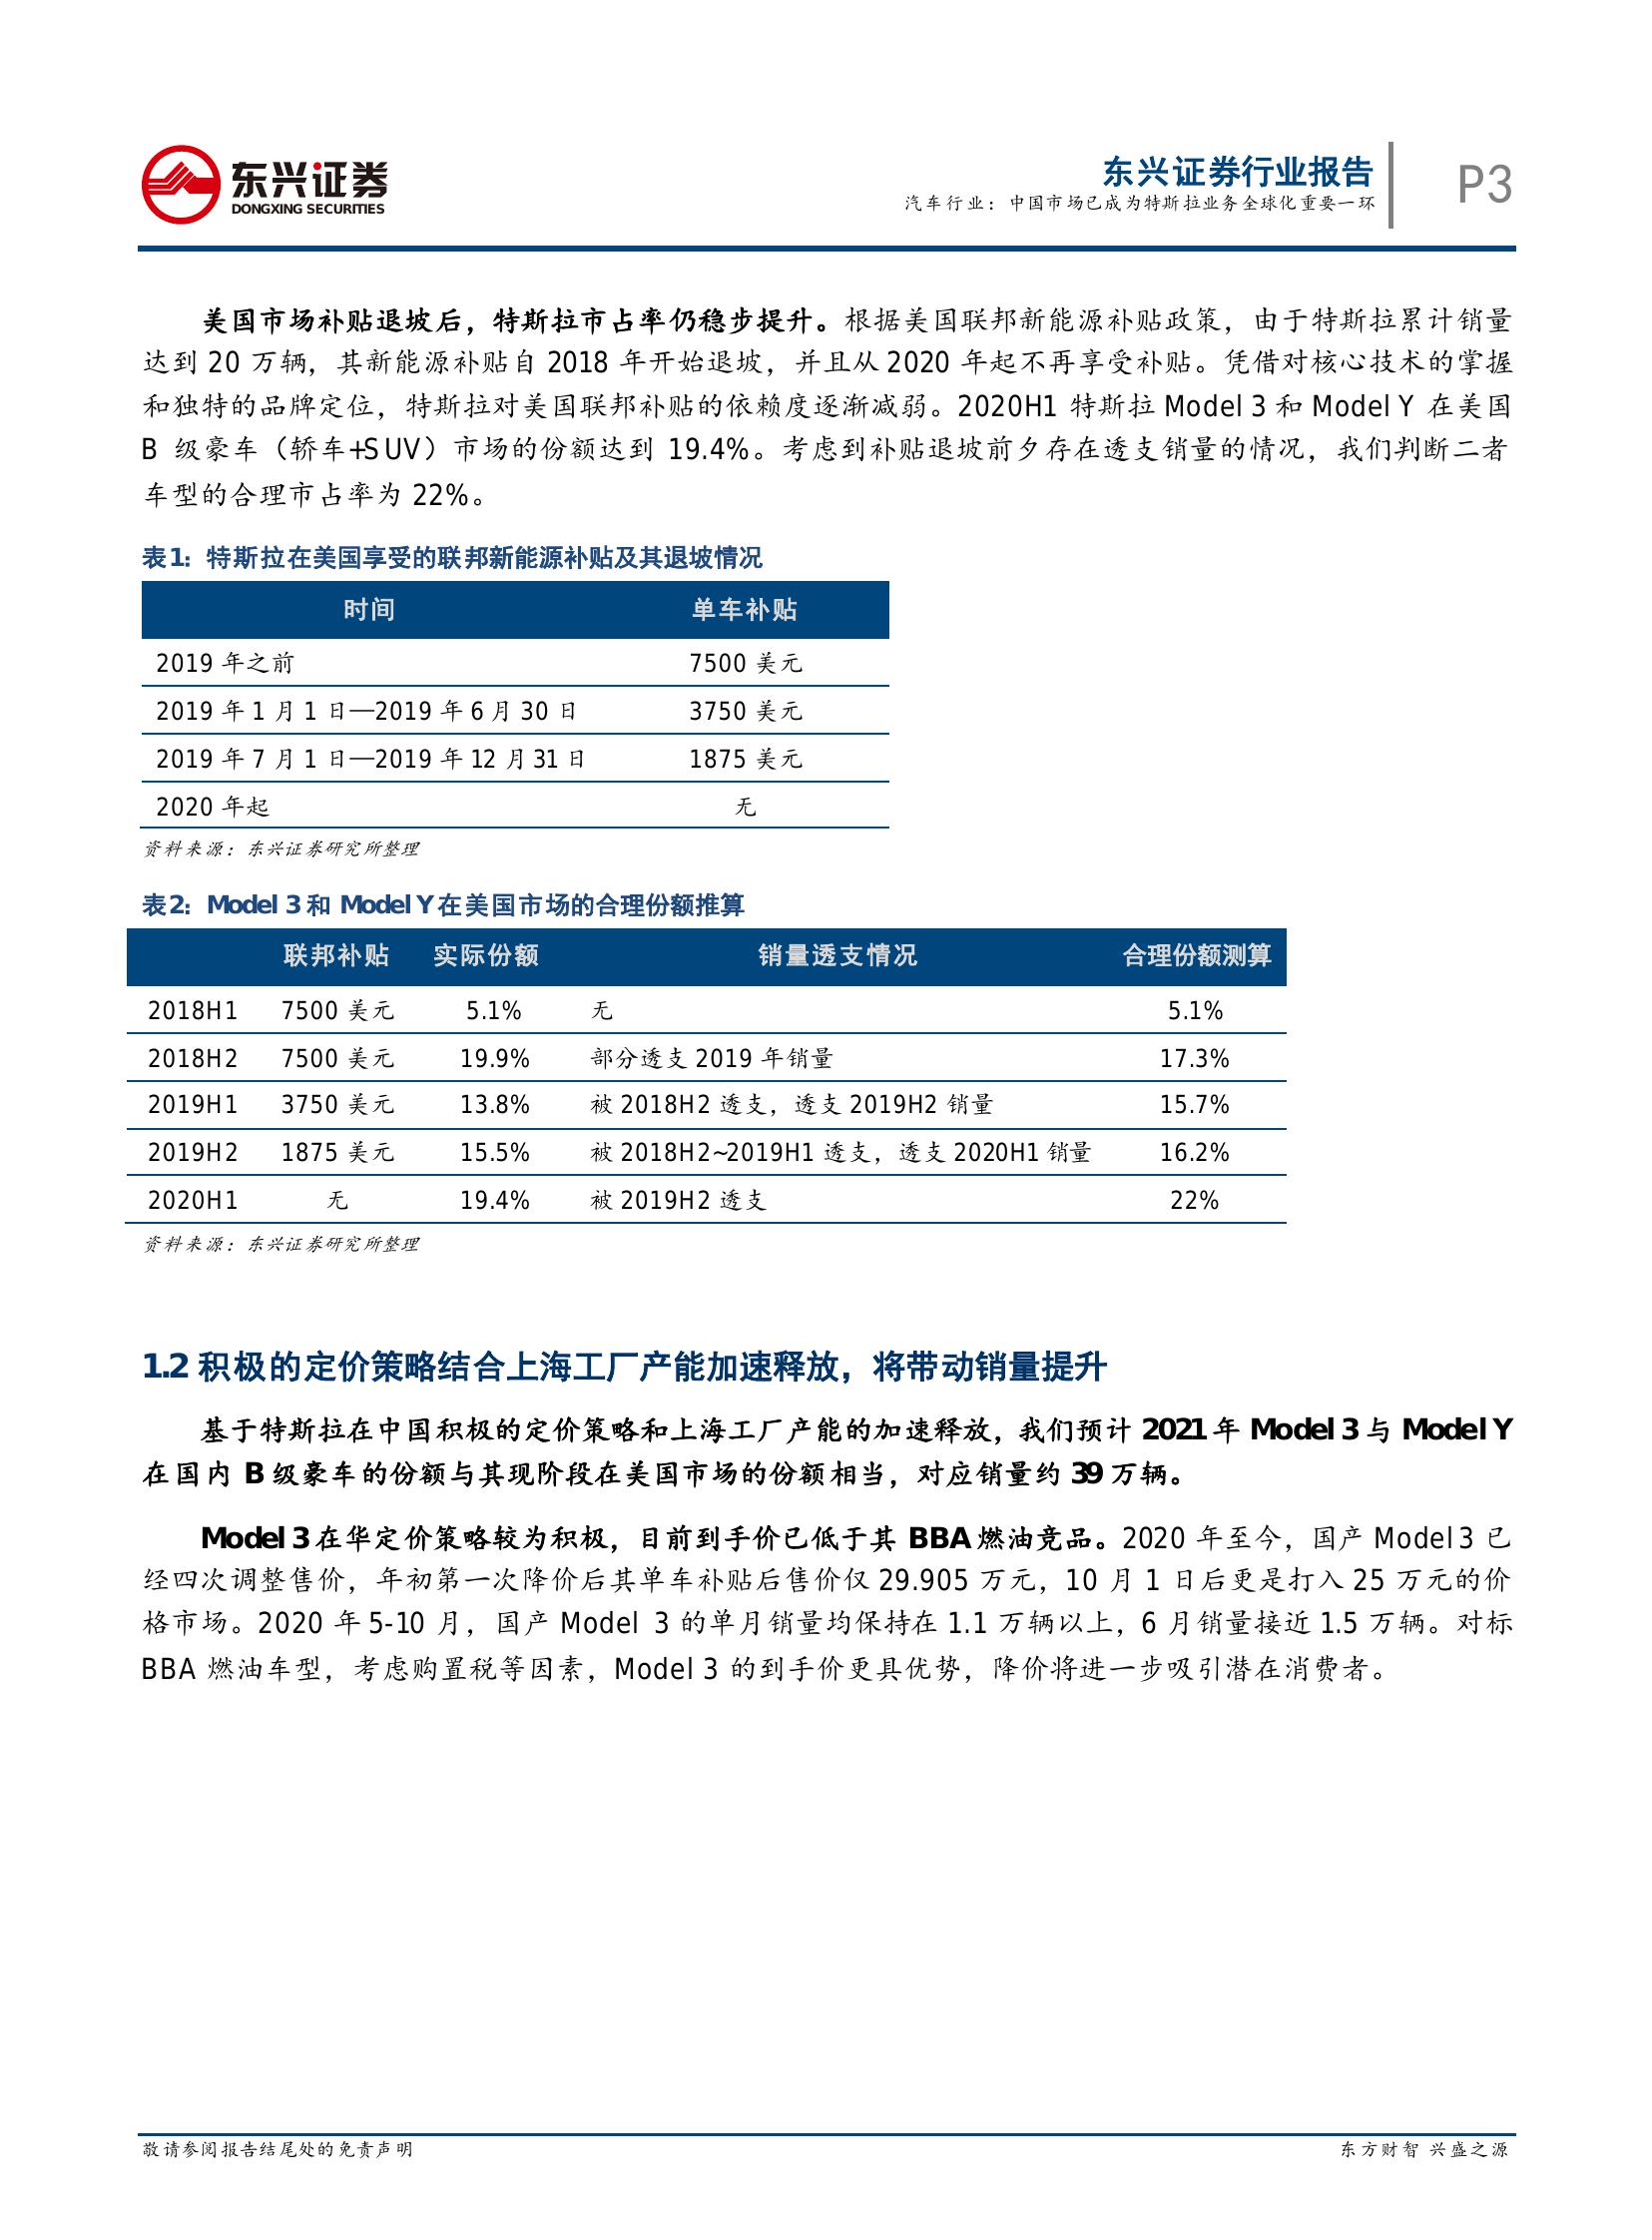 东兴证券
DONGXING SECURITIES
东兴证券行业报告
汽车行业：中国市场已成为特斯拉业务全球化重要一环
P3
美国市场补贴退坡后，特斯拉市占率仍稳步提升。根据美国联邦新能源补贴政策，由于特斯拉累计销量
达到 20 万辆，其新能源补贴自 2018 年开始退坡，并且从 2020 年起不再享受补贴。凭借对核心技术的掌握
和独特的品牌定位，特斯拉对美国联邦补贴的依赖度逐渐减弱。2020H1 特斯拉 Model 3 和 Model Y 在美国
B 级豪车（轿车+SUV）市场的份额达到 19.4%。考虑到补贴退坡前夕存在透支销量的情况，我们判断二者
车型的合理市占率为 22%。
表1：特斯拉在美国享受的联邦新能源补贴及其退坡情况
时间 单车补贴
2019 年之前 7500 美元
2019 年 1 月 1 日—2019 年 6 月 30 日 3750 美元
2019 年 7 月 1 日—2019 年 12 月 31 日 1875 美元
2020 年起 无
资料来源：东兴证券研究所整理
表2：Model 3 和 Model Y 在美国市场的合理份额推算
联邦补贴 实际份额 销量透支情况 合理份额测算
2018H1 7500 美元 5.1% 无 5.1%
2018H2 7500 美元 19.9% 部分透支 2019 年销量 17.3%
2019H1 3750 美元 13.8% 被 2018H2 透支，透支 2019H2 销量 15.7%
2019H2 1875 美元 15.5% 被 2018H2~2019H1 透支，透支 2020H1 销量 16.2%
2020H1 无 19.4% 被 2019H2 透支 22%
资料来源：东兴证券研究所整理
1.2 积极的定价策略结合上海工厂产能加速释放，将带动销量提升
基于特斯拉在中国积极的定价策略和上海工厂产能的加速释放，我们预计 2021 年 Model 3 与 Model Y
在国内 B 级豪车的份额与其现阶段在美国市场的份额相当，对应销量约 39 万辆。
Model 3 在华定价策略较为积极，目前到手价已低于其 BBA 燃油竞品。2020 年至今，国产 Model 3 已
经四次调整售价，年初第一次降价后其单车补贴后售价仅 29.905 万元，10 月 1 日后更是打入 25 万元的价
格市场。2020 年 5-10 月，国产 Model 3 的单月销量均保持在 1.1 万辆以上，6 月销量接近 1.5 万辆。对标
BBA 燃油车型，考虑购置税等因素，Model 3 的到手价更具优势，降价将进一步吸引潜在消费者。
敬请参阅报告结尾处的免责声明
东方财智 兴盛之源